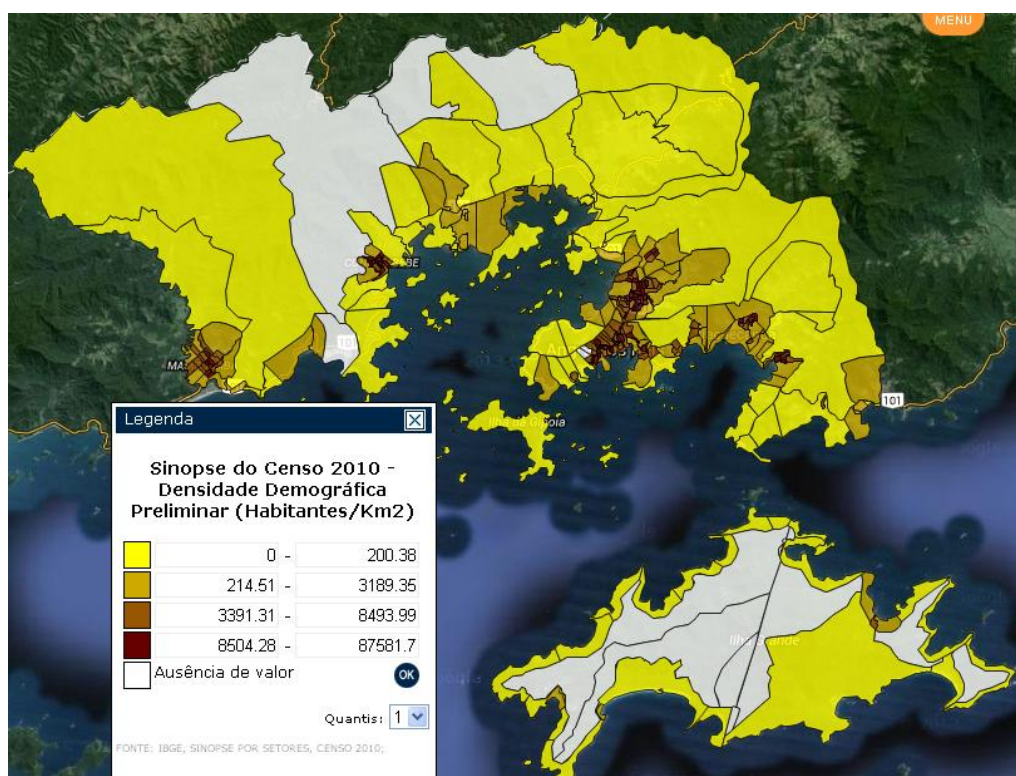 MENU
101
101
Ilha da Gipoia
Ilha Grande
Legenda
Sinopse do Censo 2010 -
Densidade Demográfica
Preliminar (Habitantes/Km2)
0 - 200.38
214.51 - 3189.35
3391.31 - 8493.99
8504.28 - 87581.7
Ausência de valor OK
Quantis: 1
FONTE: IBGE, SINOPSE POR SETORES, CENSO 2010;